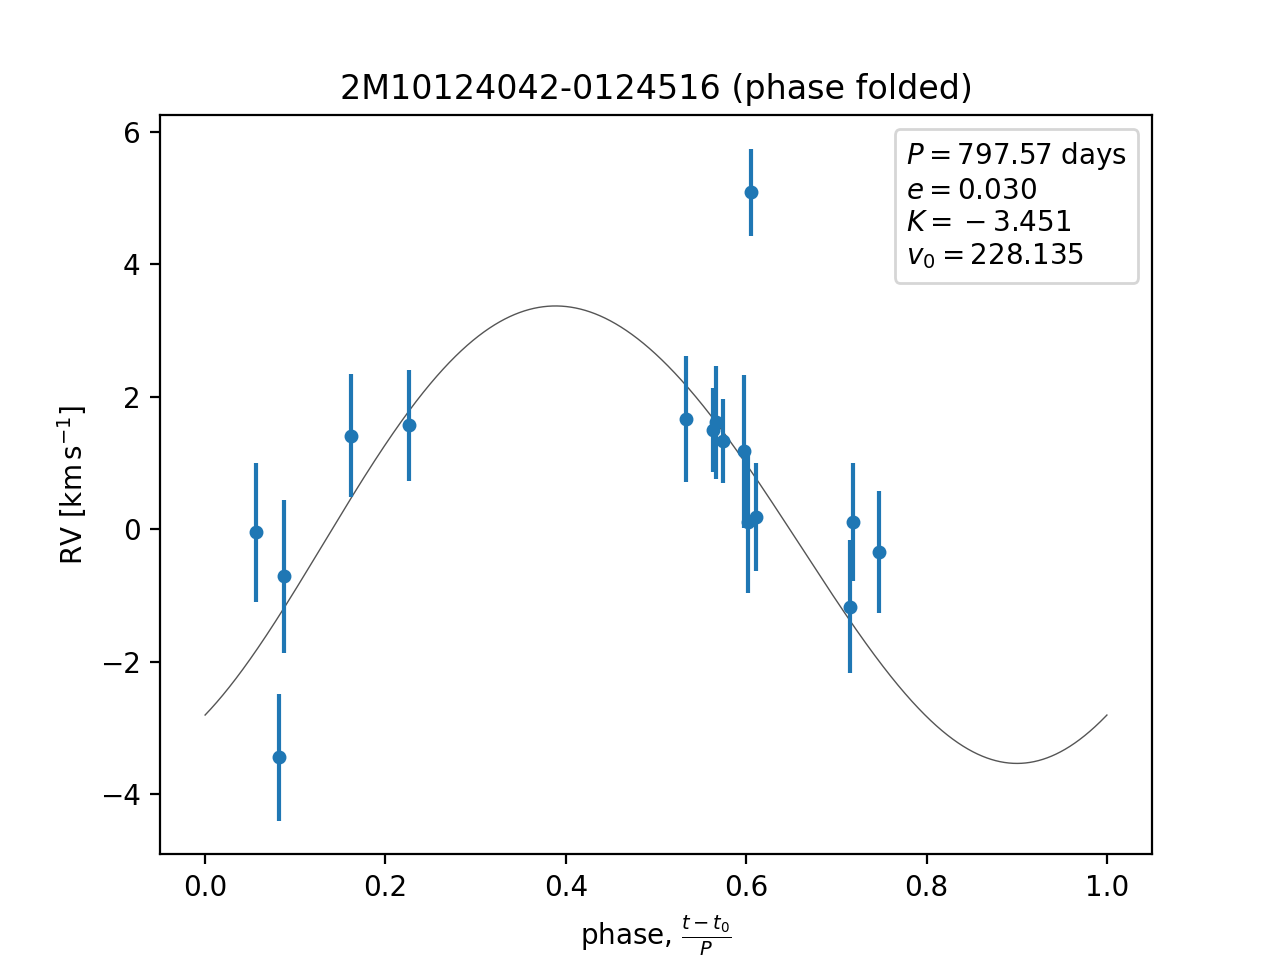 2M10124042-0124516 (phase folded)
P = 797.57 days
e = 0.030
K = −3.451
v₀ = 228.135
6
4
2
0
−2
−4
RV [km s⁻¹]
0.0 0.2 0.4 0.6 0.8 1.0
phase, (t − t₀)/P